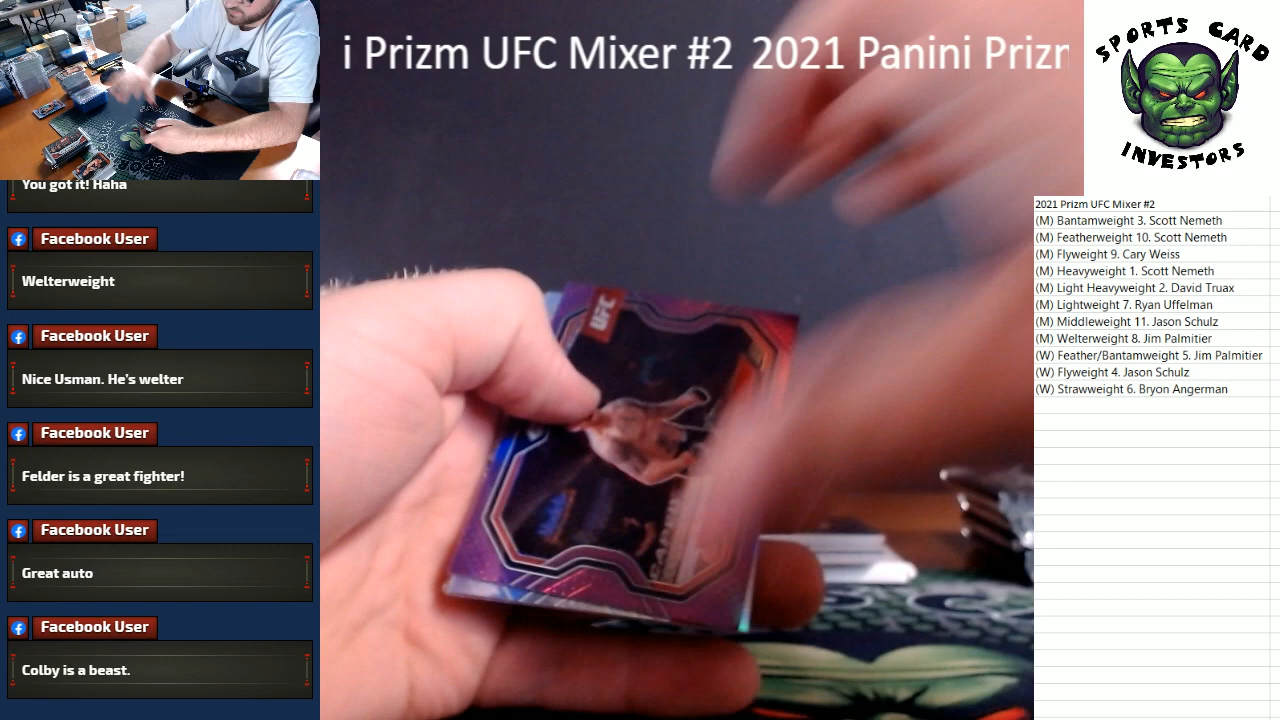 i Prizm UFC Mixer #2 2021 Panini Prizm
SPORTS CARD
INVESTORS
You got it! Haha
Facebook User
Welterweight
Facebook User
Nice Usman. He's welter
Facebook User
Felder is a great fighter!
Facebook User
Great auto
Facebook User
Colby is a beast.
UFC
2021 Prizm UFC Mixer #2
(M) Bantamweight 3. Scott Nemeth
(M) Featherweight 10. Scott Nemeth
(M) Flyweight 9. Cary Weiss
(M) Heavyweight 1. Scott Nemeth
(M) Light Heavyweight 2. David Truax
(M) Lightweight 7. Ryan Uffelman
(M) Middleweight 11. Jason Schulz
(M) Welterweight 8. Jim Palmitier
(W) Feather/Bantamweight 5. Jim Palmitier
(W) Flyweight 4. Jason Schulz
(W) Strawweight 6. Bryon Angerman